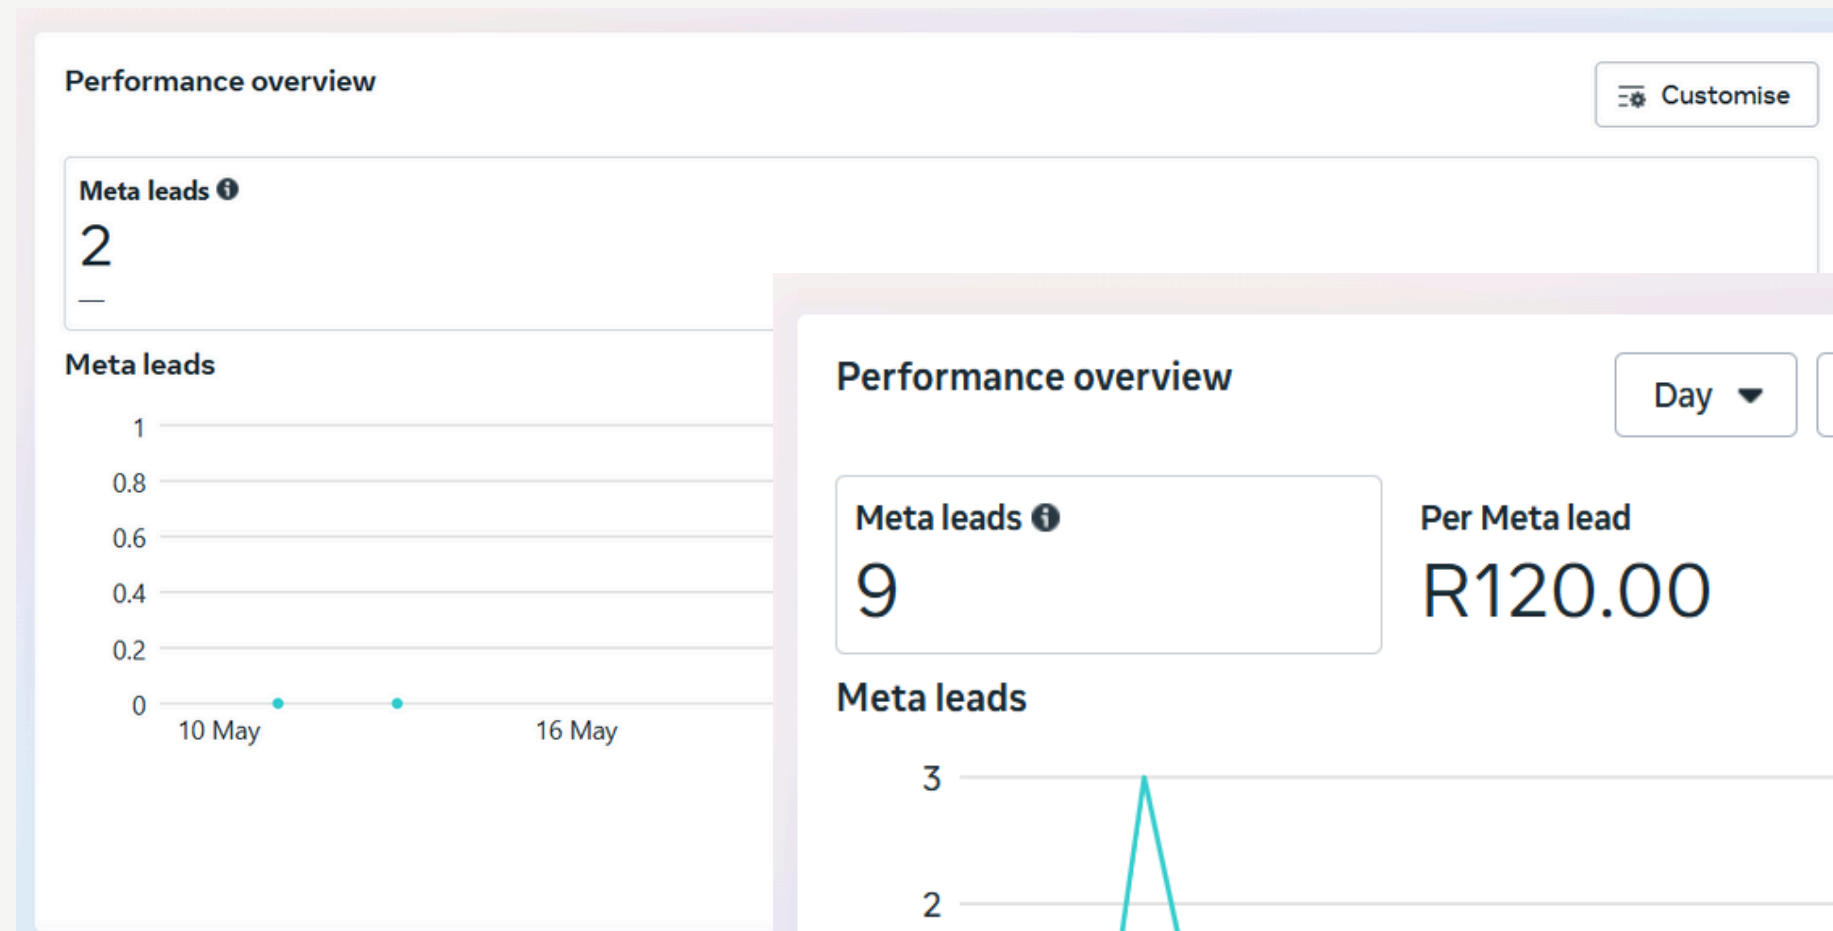 Performance overview
Customise
Meta leads
2
—
Meta leads
1
0.8
0.6
0.4
0.2
0
10 May
16 May
Performance overview
Day
Meta leads
9
Per Meta lead
R120.00
Meta leads
3
2